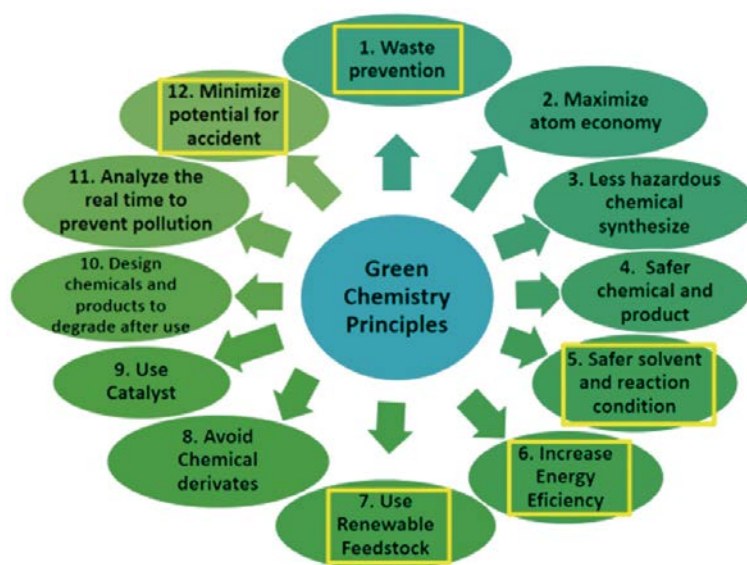 1. Waste
prevention
2. Maximize
atom economy
3. Less hazardous
chemical
synthesize
4. Safer
chemical and
product
5. Safer solvent
and reaction
condition
6. Increase
Energy
Eficiency
7. Use
Renewable
Feedstock
8. Avoid
Chemical
derivates
9. Use
Catalyst
10. Design
chemicals and
products to
degrade after use
11. Analyze the
real time to
prevent pollution
12. Minimize
potential for
accident
Green
Chemistry
Principles